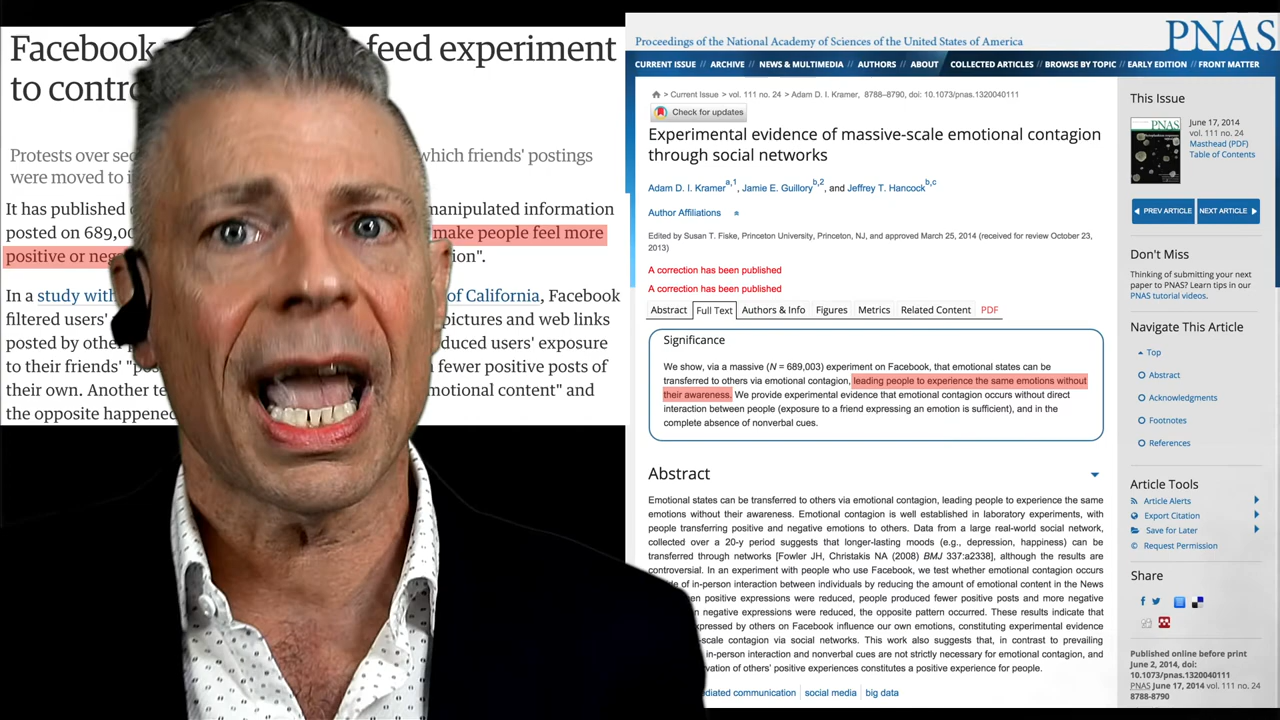 Facebook feed experiment
to contr
Protests over sec which friends' postings
were moved to i
It has published manipulated information
posted on 689,00 make people feel more
positive or neg ion".
In a study with of California, Facebook
filtered users' pictures and web links
posted by other duced users' exposure
to their friends' "pos fewer positive posts of
their own. Another te motional content" and
the opposite happened
Proceedings of the National Academy of Sciences of the United States of America
PNAS
CURRENT ISSUE // ARCHIVE // NEWS & MULTIMEDIA // AUTHORS // ABOUT COLLECTED ARTICLES // BROWSE BY TOPIC // EARLY EDITION // FRONT MATTER
> Current Issue > vol. 111 no. 24 > Adam D. I. Kramer, 8788–8790, doi: 10.1073/pnas.1320040111
Check for updates
Experimental evidence of massive-scale emotional contagion
through social networks
Adam D. I. Kramer a,1, Jamie E. Guillory b,2, and Jeffrey T. Hancock b,c
Author Affiliations
Edited by Susan T. Fiske, Princeton University, Princeton, NJ, and approved March 25, 2014 (received for review October 23,
2013)
A correction has been published
A correction has been published
Abstract Full Text Authors & Info Figures Metrics Related Content PDF
Significance
We show, via a massive (N = 689,003) experiment on Facebook, that emotional states can be
transferred to others via emotional contagion, leading people to experience the same emotions without
their awareness. We provide experimental evidence that emotional contagion occurs without direct
interaction between people (exposure to a friend expressing an emotion is sufficient), and in the
complete absence of nonverbal cues.
Abstract
Emotional states can be transferred to others via emotional contagion, leading people to experience the same
emotions without their awareness. Emotional contagion is well established in laboratory experiments, with
people transferring positive and negative emotions to others. Data from a large real-world social network,
collected over a 20-y period suggests that longer-lasting moods (e.g., depression, happiness) can be
transferred through networks [Fowler JH, Christakis NA (2008) BMJ 337:a2338], although the results are
controversial. In an experiment with people who use Facebook, we test whether emotional contagion occurs
de of in-person interaction between individuals by reducing the amount of emotional content in the News
en positive expressions were reduced, people produced fewer positive posts and more negative
n negative expressions were reduced, the opposite pattern occurred. These results indicate that
xpressed by others on Facebook influence our own emotions, constituting experimental evidence
-scale contagion via social networks. This work also suggests that, in contrast to prevailing
in-person interaction and nonverbal cues are not strictly necessary for emotional contagion, and
vation of others' positive experiences constitutes a positive experience for people.
ediated communication social media big data
This Issue
PNAS
June 17, 2014
vol. 111 no. 24
Masthead (PDF)
Table of Contents
PREV ARTICLE NEXT ARTICLE
Don't Miss
Thinking of submitting your next
paper to PNAS? Learn tips in our
PNAS tutorial videos.
Navigate This Article
Top
Abstract
Acknowledgments
Footnotes
References
Article Tools
Article Alerts
Export Citation
Save for Later
© Request Permission
Share
Published online before print
June 2, 2014, doi:
10.1073/pnas.1320040111
PNAS June 17, 2014 vol. 111 no. 24
8788-8790